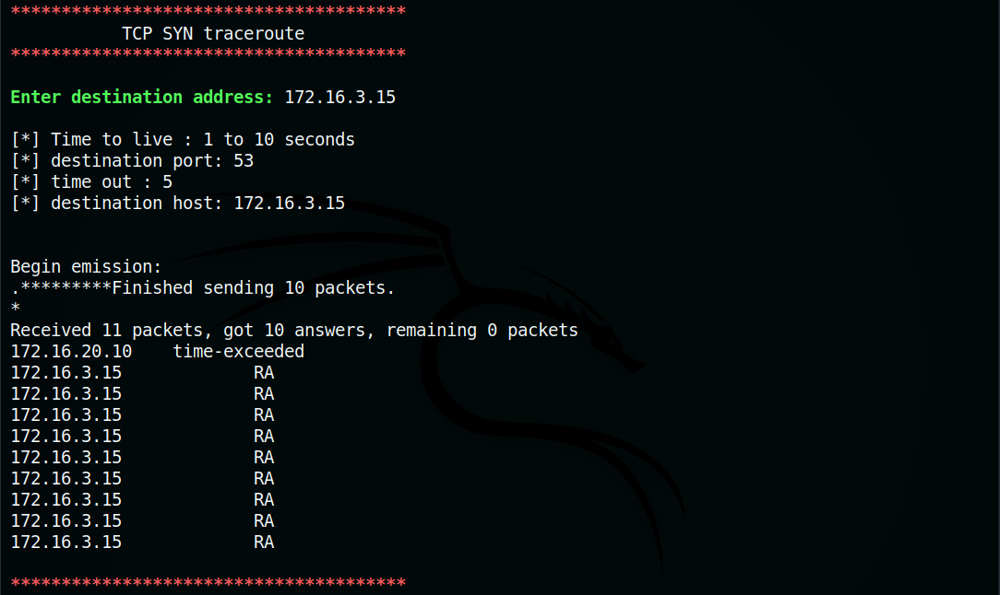 ***************************************
TCP SYN traceroute
***************************************
Enter destination address: 172.16.3.15
[*] Time to live : 1 to 10 seconds
[*] destination port: 53
[*] time out : 5
[*] destination host: 172.16.3.15
Begin emission:
.*********Finished sending 10 packets.
*
Received 11 packets, got 10 answers, remaining 0 packets
172.16.20.10    time-exceeded
172.16.3.15             RA
172.16.3.15             RA
172.16.3.15             RA
172.16.3.15             RA
172.16.3.15             RA
172.16.3.15             RA
172.16.3.15             RA
172.16.3.15             RA
172.16.3.15             RA
***************************************